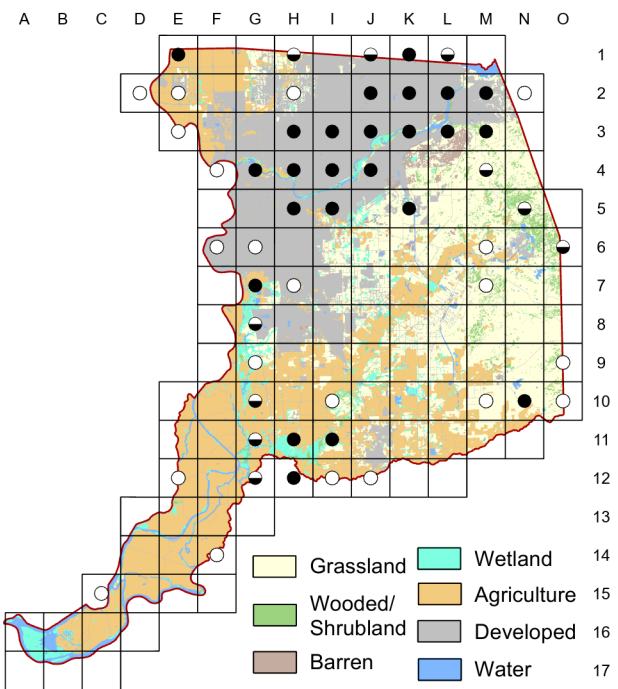 A B C D E F G H I J K L M N O
1
2
3
4
5
6
7
8
9
10
11
12
13
14
15
16
17
Grassland
Wooded/
Shrubland
Barren
Wetland
Agriculture
Developed
Water